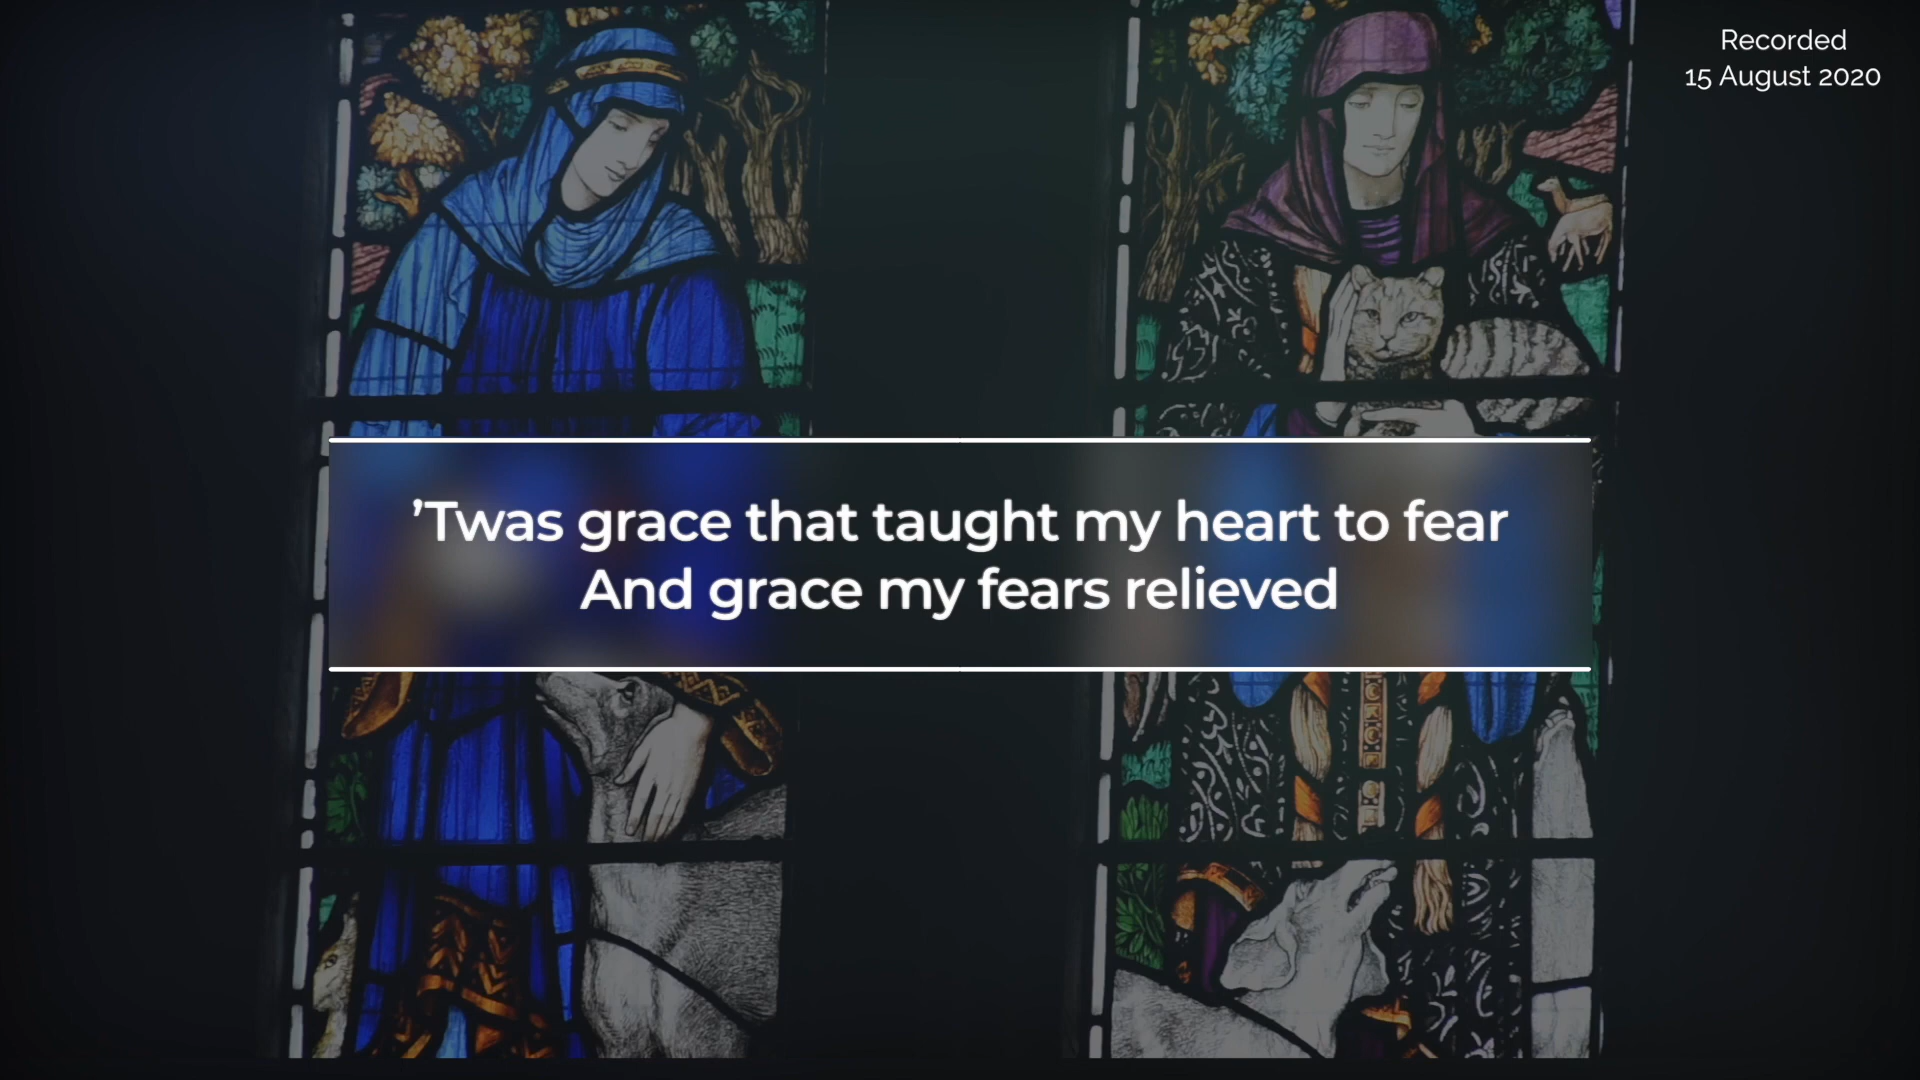 Recorded
15 August 2020
’Twas grace that taught my heart to fear
And grace my fears relieved